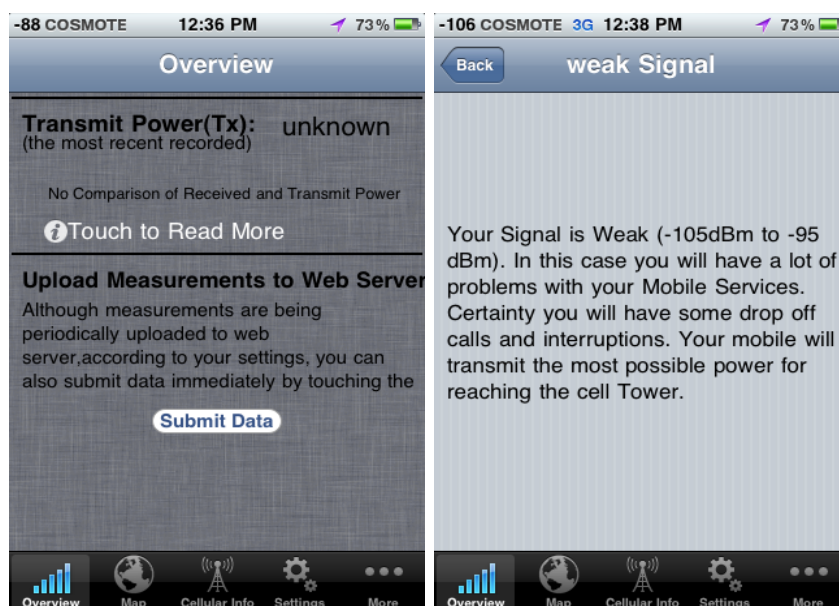 -88 COSMOTE 12:36 PM 73%
Overview
Transmit Power(Tx): unknown
(the most recent recorded)
No Comparison of Received and Transmit Power
Touch to Read More
Upload Measurements to Web Server
Although measurements are being
periodically uploaded to web
server,according to your settings, you can
also submit data immediately by touching the
Submit Data
Overview Map Cellular Info Settings More
-106 COSMOTE 3G 12:38 PM 73%
Back weak Signal
Your Signal is Weak (-105dBm to -95
dBm). In this case you will have a lot of
problems with your Mobile Services.
Certainty you will have some drop off
calls and interruptions. Your mobile will
transmit the most possible power for
reaching the cell Tower.
Overview Map Cellular Info Settings More